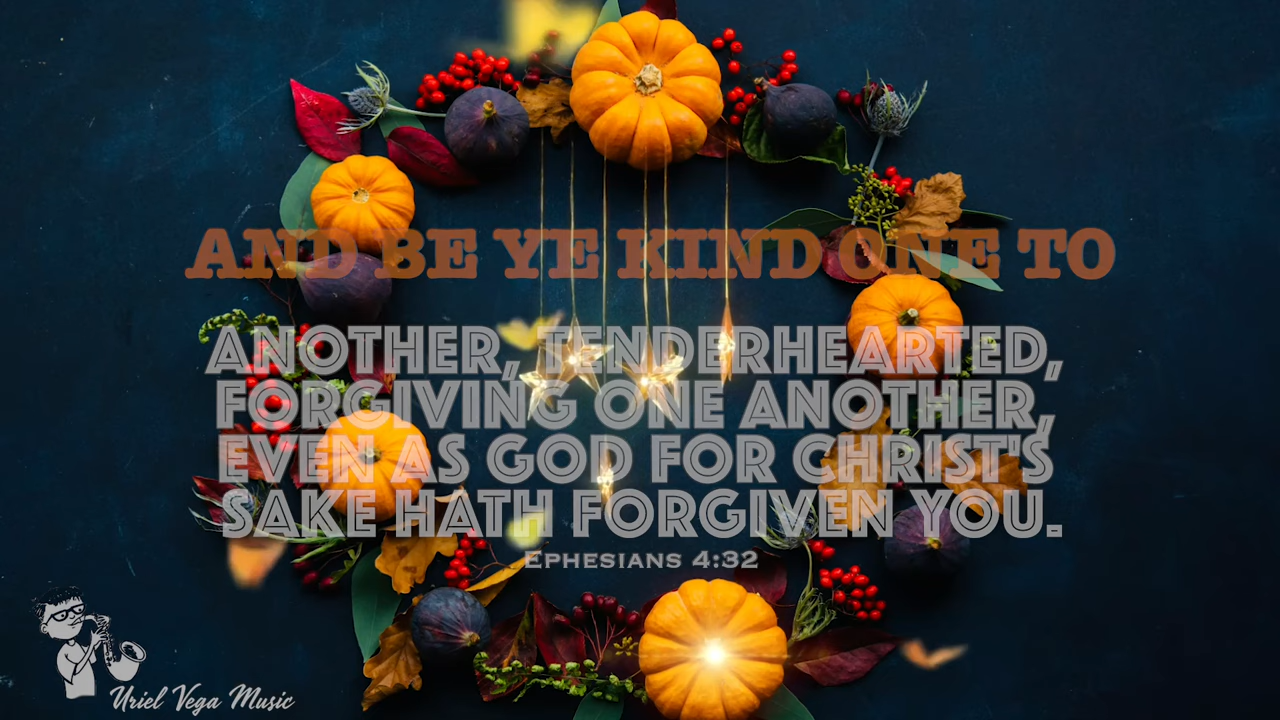 AND BE YE KIND ONE TO
ANOTHER, TENDERHEARTED,
FORGIVING ONE ANOTHER,
EVEN AS GOD FOR CHRIST'S
SAKE HATH FORGIVEN YOU.
EPHESIANS 4:32
Uriel Vega Music